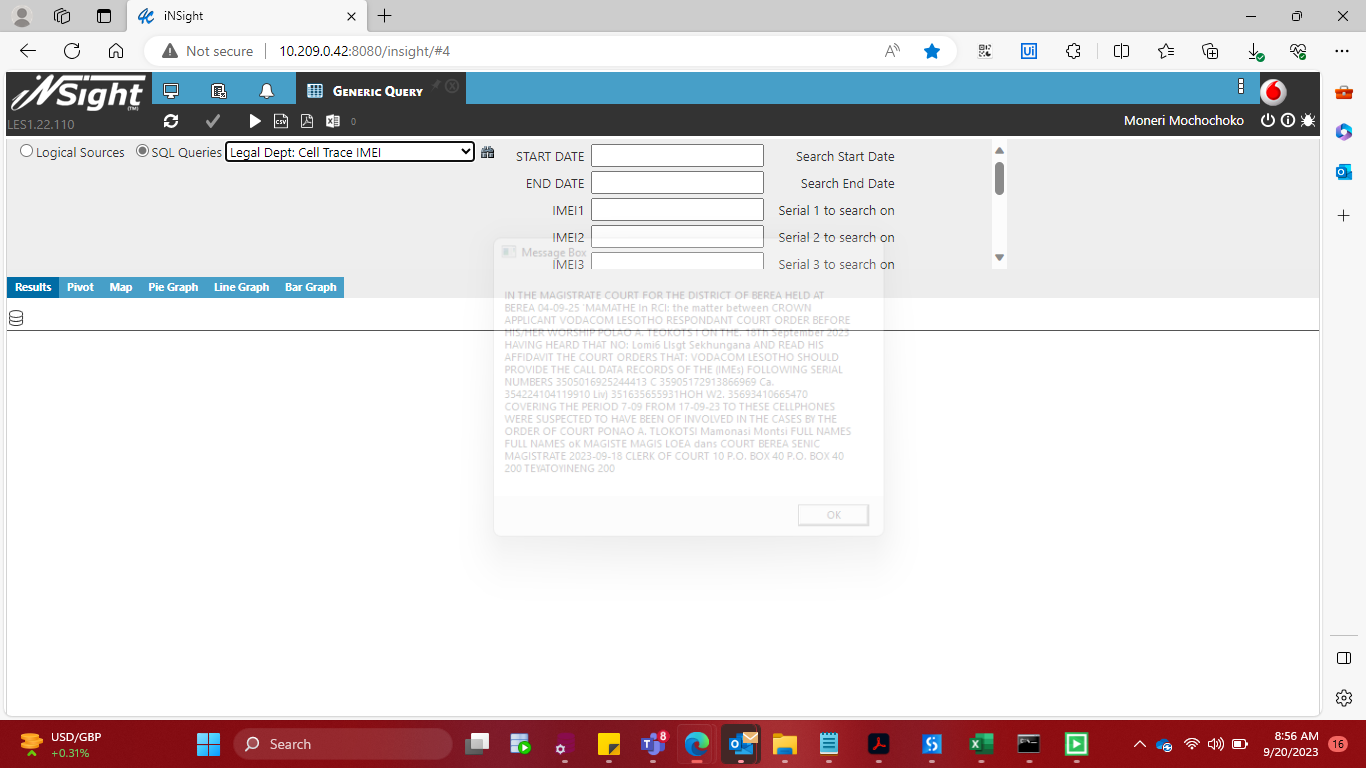 iNSight
Not secure
10.209.0.42:8080/insight/#4
iNSight
(TM)
LES1.22.110
GENERIC QUERY
CSV
0
Moneri Mochochoko
Logical Sources
SQL Queries
Legal Dept: Cell Trace IMEI
START DATE
Search Start Date
END DATE
Search End Date
IMEI1
Serial 1 to search on
IMEI2
Serial 2 to search on
IMEI3
Serial 3 to search on
Results
Pivot
Map
Pie Graph
Line Graph
Bar Graph
Message Box
IN THE MAGISTRATE COURT FOR THE DISTRICT OF BEREA HELD AT
BEREA 04-09-25 `MAMATHE in RCI: the matter between CROWN
APPLICANT VODACOM LESOTHO RESPONDANT COURT ORDER BEFORE
HIS/HER WORSHIP POLAO A. TEOKOTS I ON THE. 18Th September 2023
HAVING HEARD THAT NO: Lomi6 Llsgt Sekhungana AND READ HIS
AFFIDAVIT THE COURT ORDERS THAT: VODACOM LESOTHO SHOULD
PROVIDE THE CALL DATA RECORDS OF THE (IMEs) FOLLOWING SERIAL
NUMBERS 3505016925244413 C 35905172913866969 Ca.
354224104119910 Liv) 351635655931HOH W2. 35693410665470
COVERING THE PERIOD 7-09 FROM 17-09-23 TO THESE CELLPHONES
WERE SUSPECTED TO HAVE BEEN OF INVOLVED IN THE CASES BY THE
ORDER OF COURT PONAO A. TLOKOTSI Mamonasi Montsi FULL NAMES
FULL NAMES oK MAGISTE MAGIS LOEA dans COURT BEREA SENIC
MAGISTRATE 2023-09-18 CLERK OF COURT 10 P.O. BOX 40 P.O. BOX 40
200 TEYATOYINENG 200
OK
USD/GBP
+0.31%
Search
8
8:56 AM
9/20/2023
16